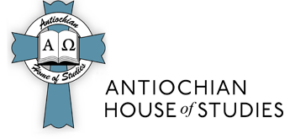 Antiochian
Α Ω
House of Studies
ANTIOCHIAN
HOUSE of STUDIES